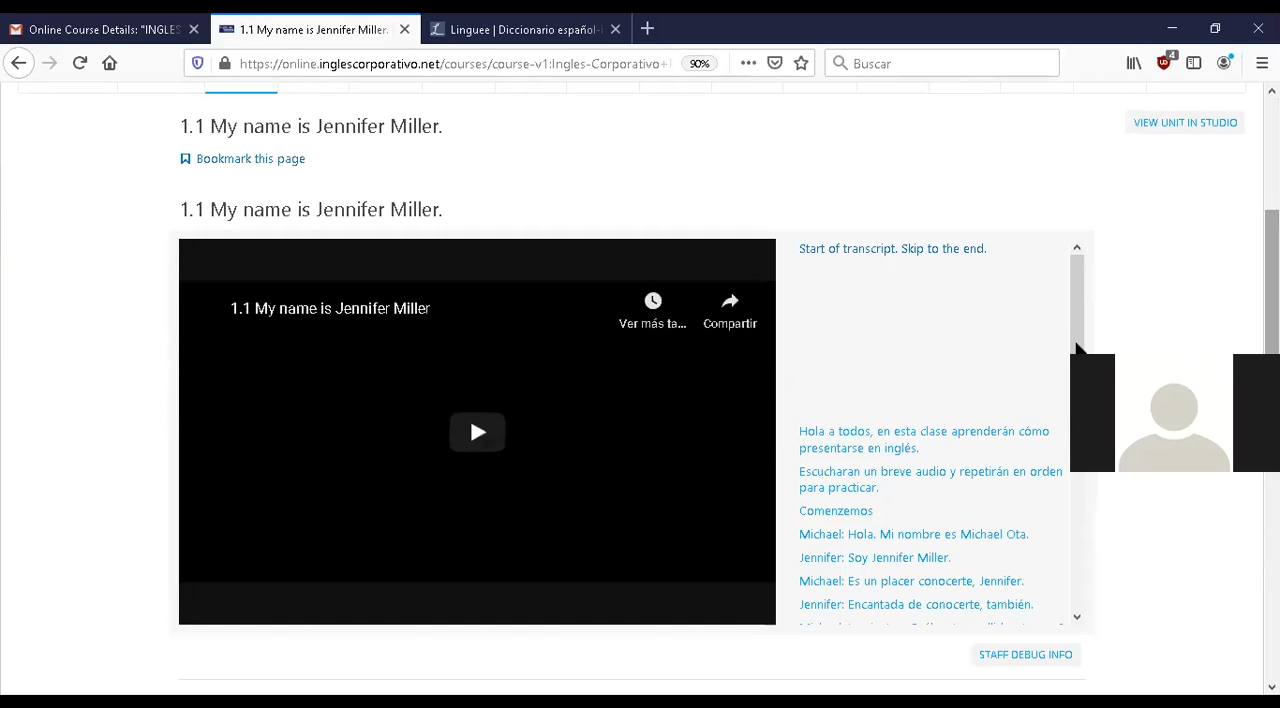 Online Course Details: "INGLES
1.1 My name is Jennifer Miller.
Linguee | Diccionario español-
https://online.inglescorporativo.net/courses/course-v1:Ingles-Corporativo+
90%
Buscar
4
1.1 My name is Jennifer Miller.
VIEW UNIT IN STUDIO
Bookmark this page
1.1 My name is Jennifer Miller.
1.1 My name is Jennifer Miller
Ver más ta...
Compartir
Start of transcript. Skip to the end.
Hola a todos, en esta clase aprenderán cómo
presentarse en inglés.
Escucharan un breve audio y repetirán en orden
para practicar.
Comenzemos
Michael: Hola. Mi nombre es Michael Ota.
Jennifer: Soy Jennifer Miller.
Michael: Es un placer conocerte, Jennifer.
Jennifer: Encantada de conocerte, también.
STAFF DEBUG INFO